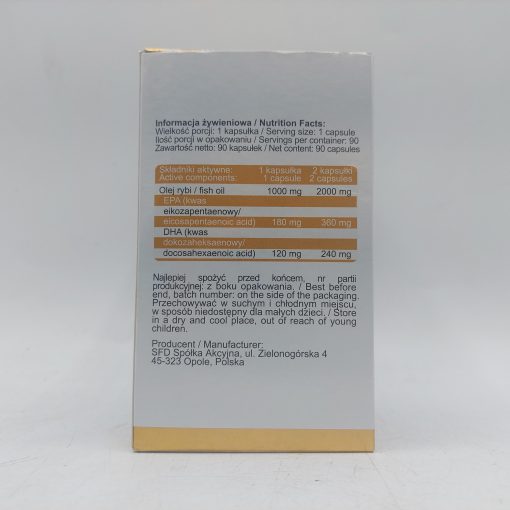 Informacja żywieniowa / Nutrition Facts:
Wielkość porcji: 1 kapsułka / Serving size: 1 capsule
Ilość porcji w opakowaniu / Servings per container: 90
Zawartość netto: 90 kapsułek / Net content: 90 capsules
Składniki aktywne: 1 kapsułka 2 kapsułki
Active components: 1 capsule 2 capsules
Olej rybi / fish oil 1000 mg 2000 mg
EPA (kwas
eikozapentaenowy/
eicosapentaenoic acid) 180 mg 360 mg
DHA (kwas
dokozaheksaenowy/
docosahexaenoic acid) 120 mg 240 mg
Najlepiej spożyć przed końcem, nr partii
produkcyjnej: z boku opakowania. / Best before
end, batch number: on the side of the packaging.
Przechowywać w suchym i chłodnym miejscu,
w sposób niedostępny dla małych dzieci. / Store
in a dry and cool place, out of reach of young
children.
Producent / Manufacturer:
SFD Spółka Akcyjna, ul. Zielonogórska 4
45-323 Opole, Polska